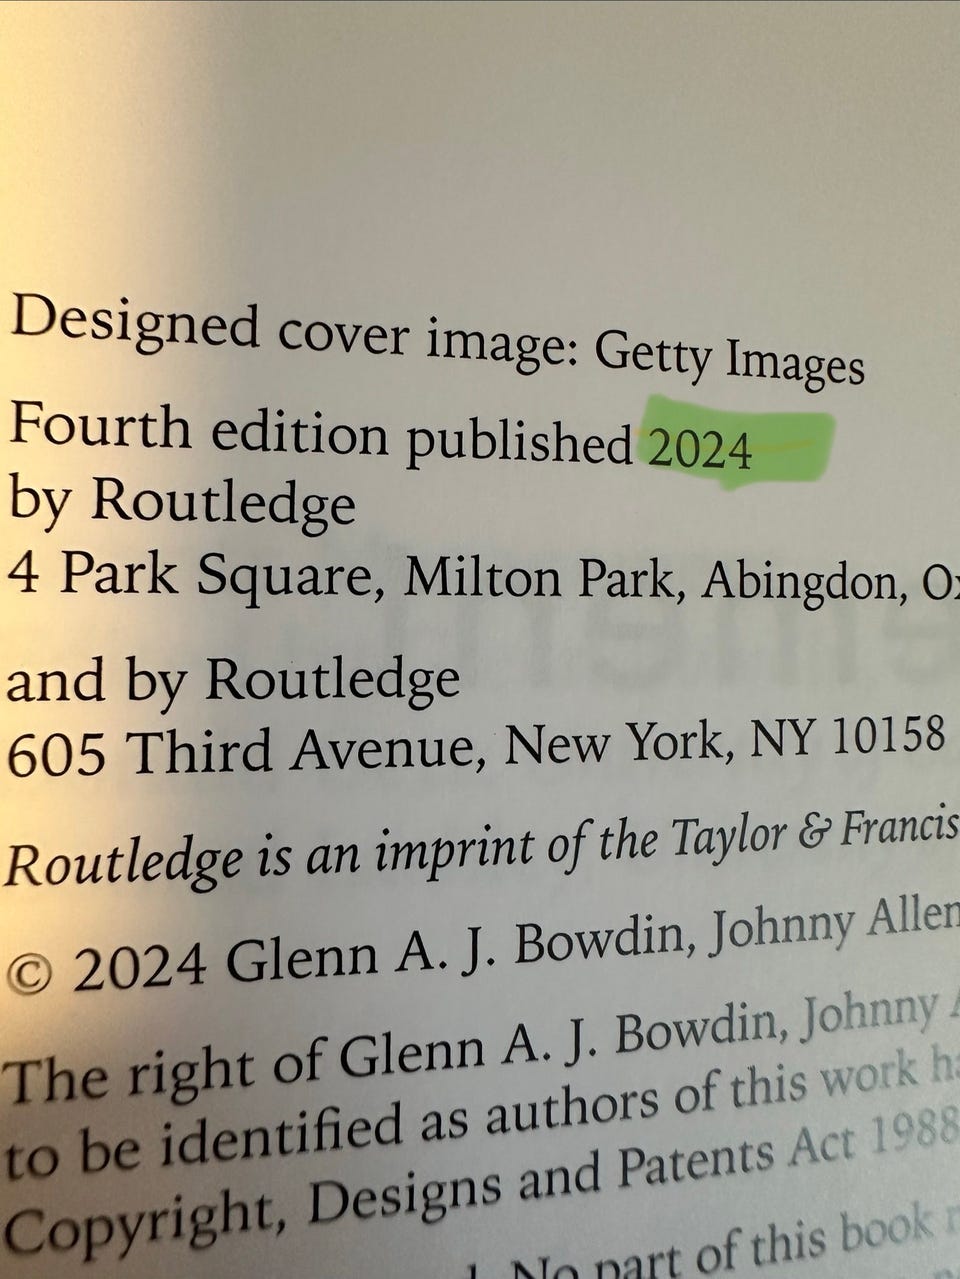 Designed cover image: Getty Images
Fourth edition published 2024
by Routledge
4 Park Square, Milton Park, Abingdon,
and by Routledge
605 Third Avenue, New York, NY 10158
Routledge is an imprint of the Taylor & Francis
© 2024 Glenn A. J. Bowdin, Johnny Allen
The right of Glenn A. J. Bowdin, Johnny
to be identified as authors of this work
Copyright, Designs and Patents Act 1988
No part of this book